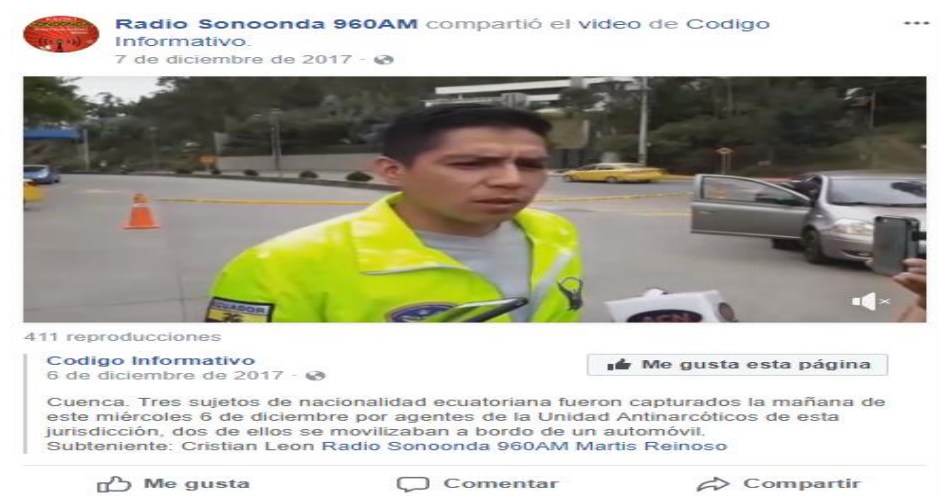 Radio Sonoonda 960AM compartió el video de Codigo
Informativo.
7 de diciembre de 2017 ·
ECUADOR
ACN
411 reproducciones
Codigo Informativo
6 de diciembre de 2017 ·
Me gusta esta página
Cuenca. Tres sujetos de nacionalidad ecuatoriana fueron capturados la mañana de
este miércoles 6 de diciembre por agentes de la Unidad Antinarcóticos de esta
jurisdicción, dos de ellos se movilizaban a bordo de un automóvil.
Subteniente: Cristian Leon Radio Sonoonda 960AM Martis Reinoso
Me gusta
Comentar
Compartir